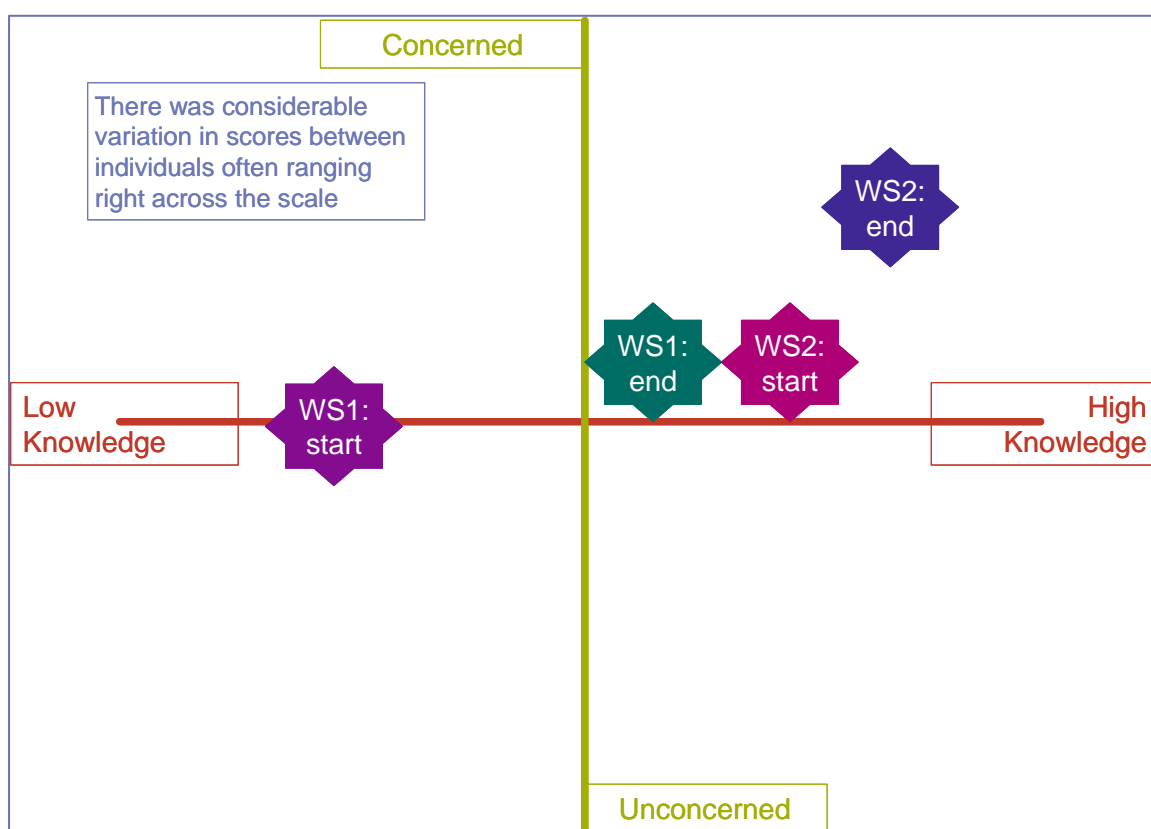 Concerned
There was considerable
variation in scores between
individuals often ranging
right across the scale
WS2:
end
WS1:
end
WS2:
start
Low
Knowledge
WS1:
start
High
Knowledge
Unconcerned